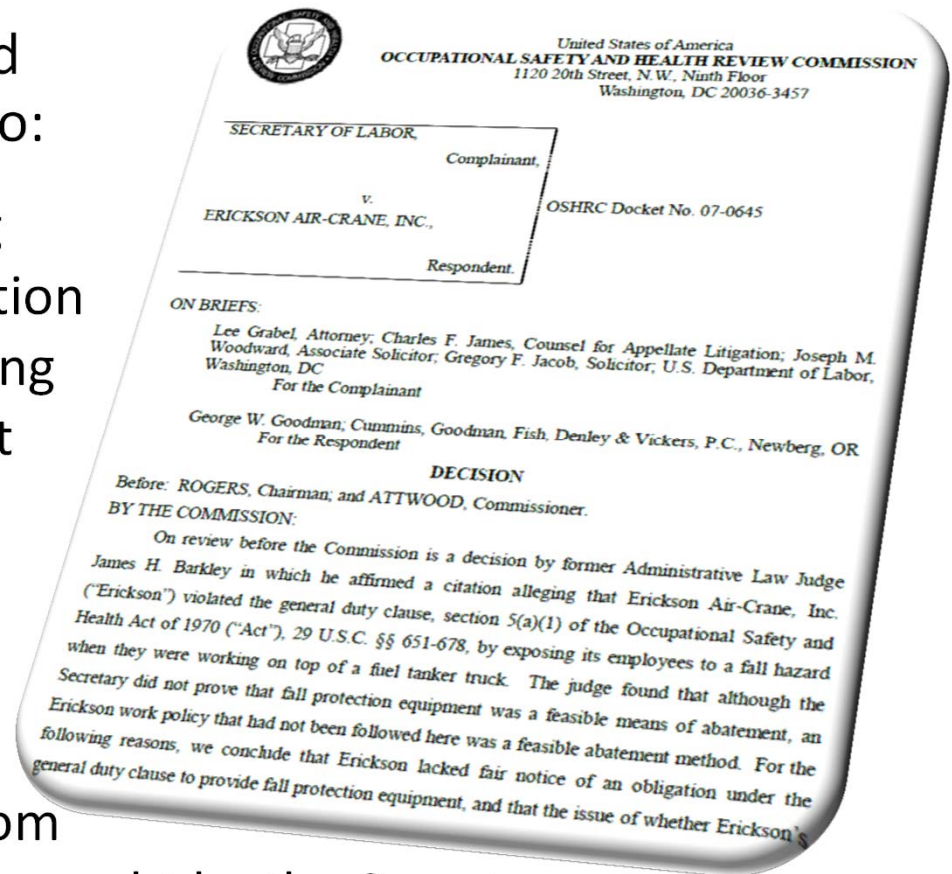 d
o:
tion
ng
t
om
United States of America
OCCUPATIONAL SAFETY AND HEALTH REVIEW COMMISSION
1120 20th Street, N.W., Ninth Floor
Washington, DC 20036-3457
SECRETARY OF LABOR,
Complainant,
v.
ERICKSON AIR-CRANE, INC.,
Respondent.
OSHRC Docket No. 07-0645
ON BRIEFS:
Lee Grabel, Attorney; Charles F. James, Counsel for Appellate Litigation; Joseph M.
Woodward, Associate Solicitor; Gregory F. Jacob, Solicitor; U.S. Department of Labor,
Washington, DC
For the Complainant
George W. Goodman; Cummins, Goodman, Fish, Denley & Vickers, P.C., Newberg, OR
For the Respondent
DECISION
Before: ROGERS, Chairman; and ATTWOOD, Commissioner.
BY THE COMMISSION:
On review before the Commission is a decision by former Administrative Law Judge
James H. Barkley in which he affirmed a citation alleging that Erickson Air-Crane, Inc.
(“Erickson”) violated the general duty clause, section 5(a)(1) of the Occupational Safety and
Health Act of 1970 (“Act”), 29 U.S.C. §§ 651-678, by exposing its employees to a fall hazard
when they were working on top of a fuel tanker truck. The judge found that although the
Secretary did not prove that fall protection equipment was a feasible means of abatement, an
Erickson work policy that had not been followed here was a feasible abatement method. For the
following reasons, we conclude that Erickson lacked fair notice of an obligation under the
general duty clause to provide fall protection equipment, and that the issue of whether Erickson’s